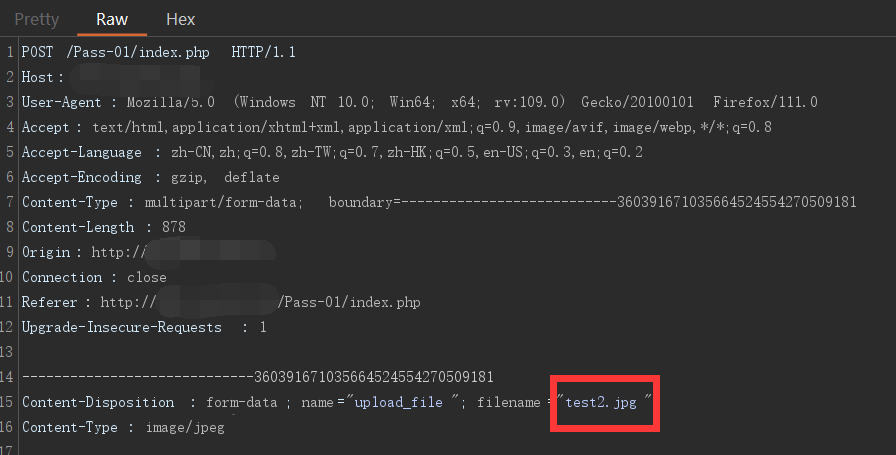 Pretty Raw Hex
1 POST /Pass-01/index.php HTTP/1.1
2 Host :
3 User-Agent : Mozilla/5.0 (Windows NT 10.0; Win64; x64; rv:109.0) Gecko/20100101 Firefox/111.0
4 Accept : text/html,application/xhtml+xml,application/xml;q=0.9,image/avif,image/webp,*/*;q=0.8
5 Accept-Language : zh-CN,zh;q=0.8,zh-TW;q=0.7,zh-HK;q=0.5,en-US;q=0.3,en;q=0.2
6 Accept-Encoding : gzip, deflate
7 Content-Type : multipart/form-data; boundary=---------------------------360391671035664524554270509181
8 Content-Length : 878
9 Origin : http://
10 Connection : close
11 Referer : http:// /Pass-01/index.php
12 Upgrade-Insecure-Requests : 1
13
14 -----------------------------360391671035664524554270509181
15 Content-Disposition : form-data ; name ="upload_file "; filename ="test2.jpg "
16 Content-Type : image/jpeg
17